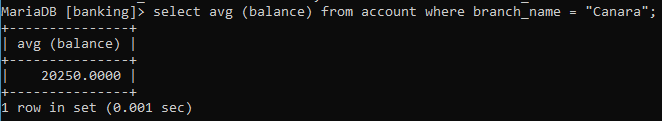 MariaDB [banking]> select avg (balance) from account where branch_name = "Canara";
+---------------+
| avg (balance) |
+---------------+
|    20250.0000 |
+---------------+
1 row in set (0.001 sec)